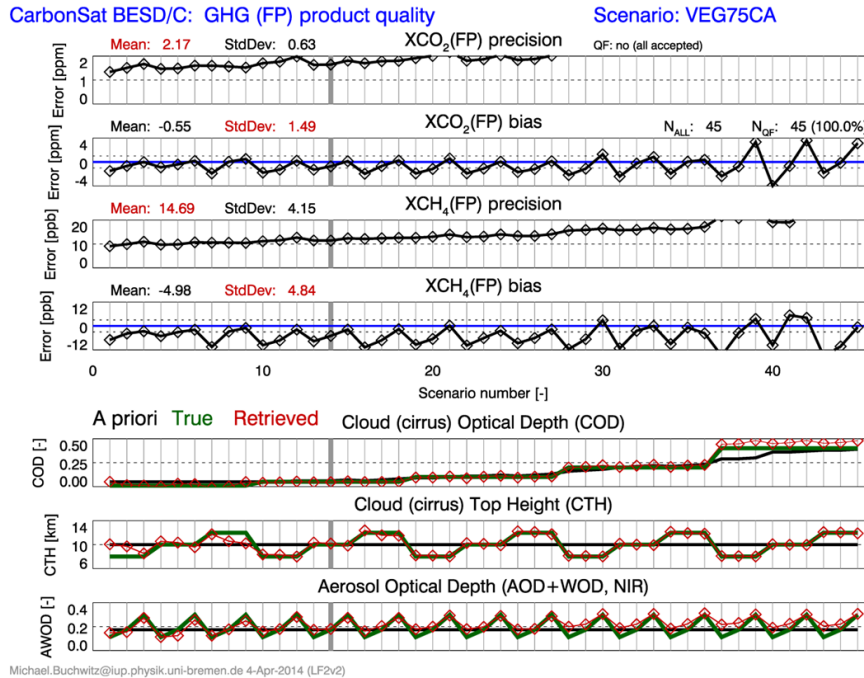 CarbonSat BESD/C: GHG (FP) product quality Scenario: VEG75CA
Mean: 2.17 StdDev: 0.63 XCO₂(FP) precision QF: no (all accepted)
Error [ppm]
2
1
0
Mean: -0.55 StdDev: 1.49 XCO₂(FP) bias N_ALL: 45 N_QF: 45 (100.0%)
Error [ppm]
4
0
-4
Mean: 14.69 StdDev: 4.15 XCH₄(FP) precision
Error [ppb]
20
10
0
Mean: -4.98 StdDev: 4.84 XCH₄(FP) bias
Error [ppb]
12
0
-12
0 10 20 30 40
Scenario number [-]
A priori True Retrieved Cloud (cirrus) Optical Depth (COD)
COD [-]
0.50
0.25
0.00
Cloud (cirrus) Top Height (CTH)
CTH [km]
14
10
6
Aerosol Optical Depth (AOD+WOD, NIR)
AWOD [-]
0.4
0.2
0.0
Michael.Buchwitz@iup.physik.uni-bremen.de 4-Apr-2014 (LF2v2)